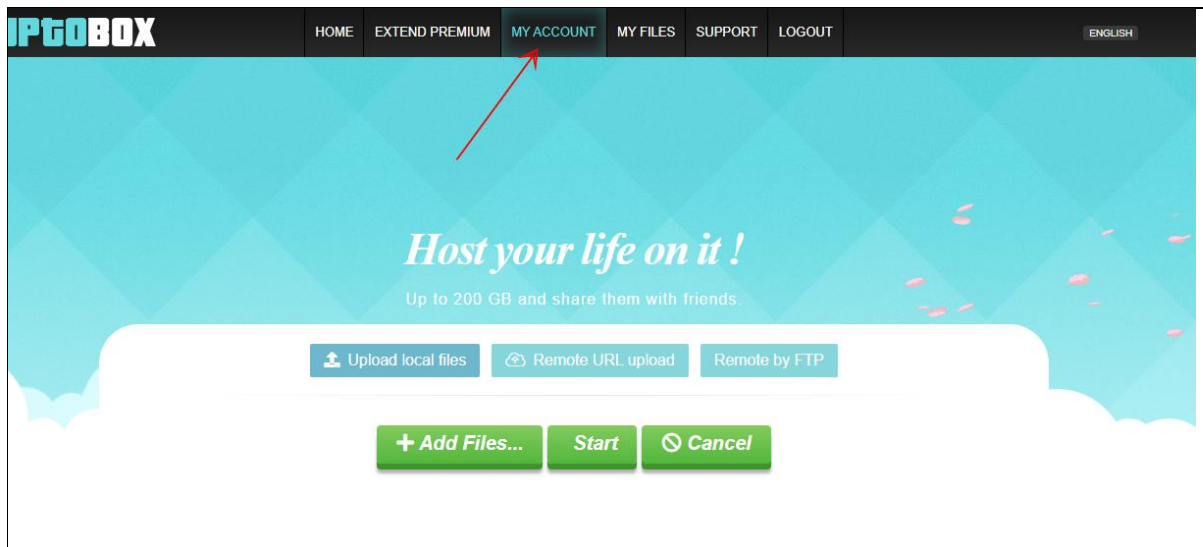 UPTOBOX
HOME EXTEND PREMIUM MY ACCOUNT MY FILES SUPPORT LOGOUT ENGLISH
Host your life on it !
Up to 200 GB and share them with friends.
Upload local files Remote URL upload Remote by FTP
+ Add Files... Start Cancel